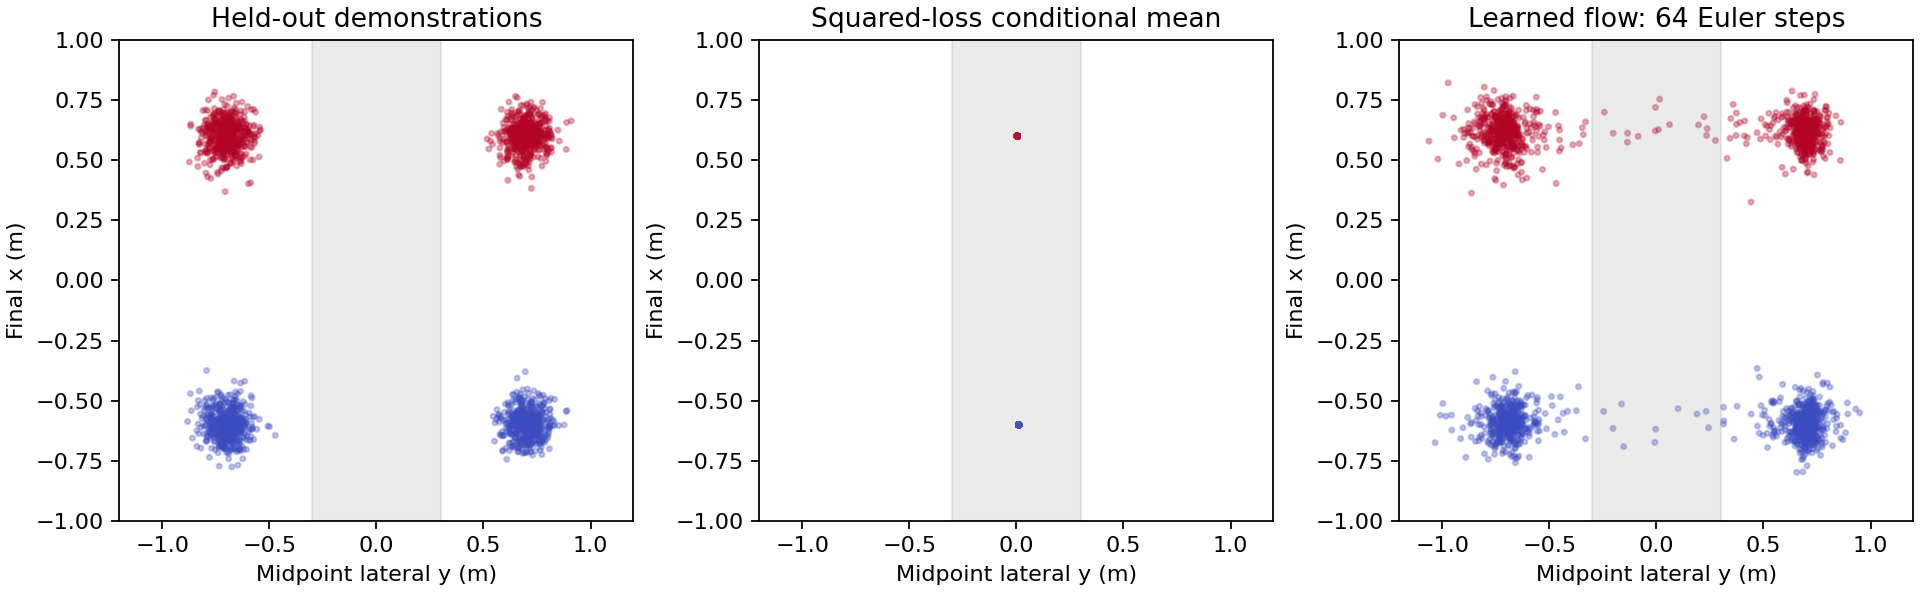 Held-out demonstrations
1.00
0.75
0.50
0.25
0.00
−0.25
−0.50
−0.75
−1.00
Final x (m)
−1.0 −0.5 0.0 0.5 1.0
Midpoint lateral y (m)
Squared-loss conditional mean
1.00
0.75
0.50
0.25
0.00
−0.25
−0.50
−0.75
−1.00
Final x (m)
−1.0 −0.5 0.0 0.5 1.0
Midpoint lateral y (m)
Learned flow: 64 Euler steps
1.00
0.75
0.50
0.25
0.00
−0.25
−0.50
−0.75
−1.00
Final x (m)
−1.0 −0.5 0.0 0.5 1.0
Midpoint lateral y (m)